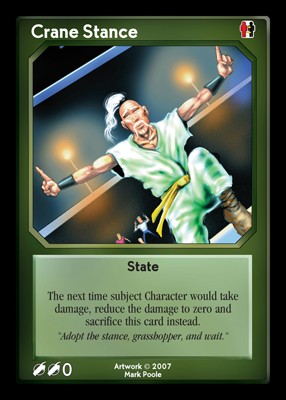 Crane Stance
State
The next time subject Character would take
damage, reduce the damage to zero and
sacrifice this card instead.
"Adopt the stance, grasshopper, and wait."
0
Artwork © 2007
Mark Poole